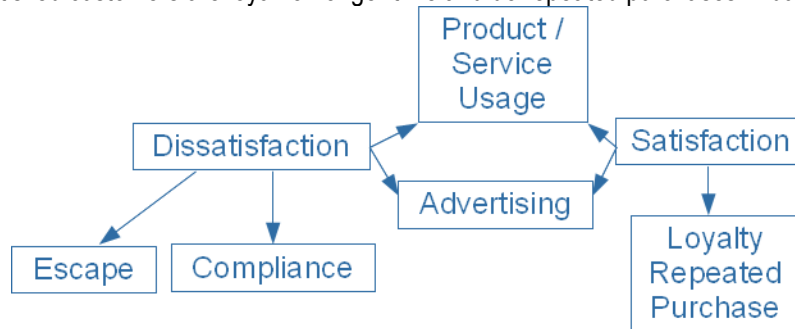 Product /
Service
Usage
Dissatisfaction
Satisfaction
Advertising
Escape
Compliance
Loyalty
Repeated
Purchase